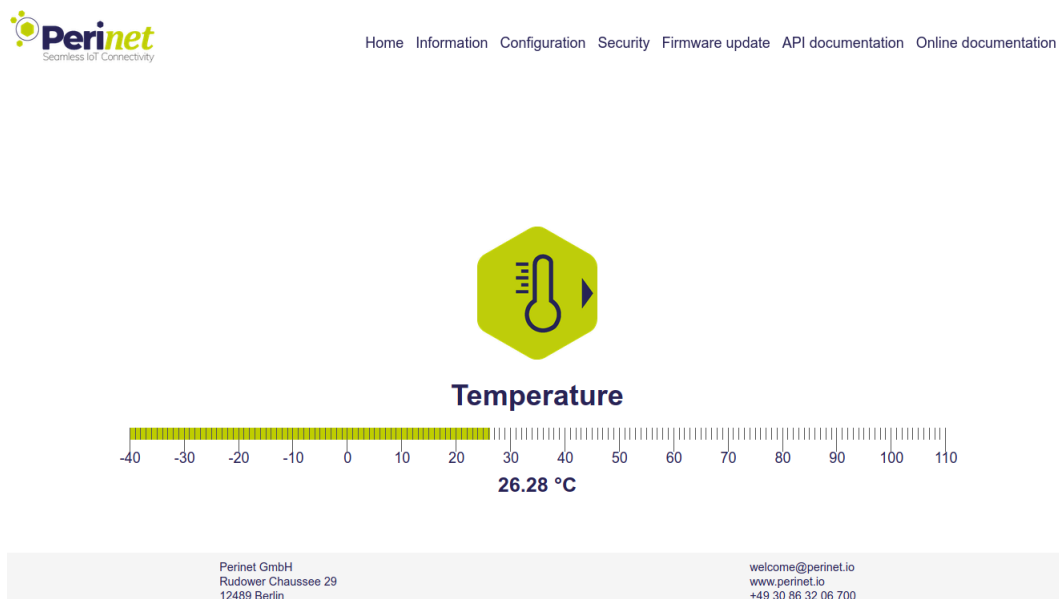 Perinet
Seamless IoT Connectivity
Home Information Configuration Security Firmware update API documentation Online documentation
Temperature
-40 -30 -20 -10 0 10 20 30 40 50 60 70 80 90 100 110
26.28 °C
Perinet GmbH
Rudower Chaussee 29
12489 Berlin
welcome@perinet.io
www.perinet.io
+49 30 86 32 06 700